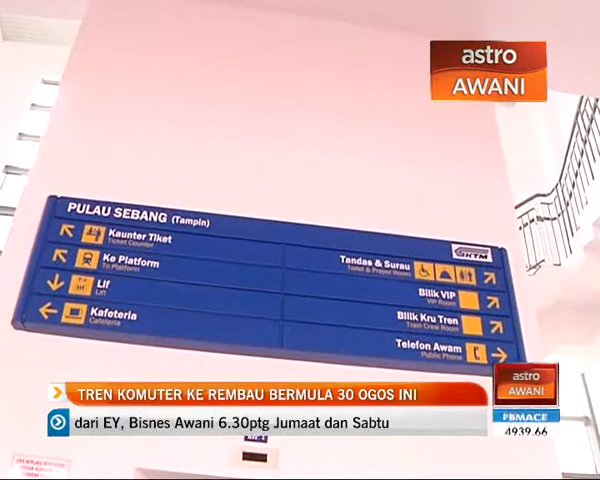 astro
AWANI
PULAU SEBANG (Tampin)
KTM
Kaunter Tiket
Ticket Counter
Ke Platform
To Platform
Lif
Lift
Kafeteria
Cafeteria
Tandas & Surau
Toilet & Prayer Room
Bilik VIP
VIP Room
Bilik Kru Tren
Train Crew Room
Telefon Awam
Public Phone
astro
AWANI
TREN KOMUTER KE REMBAU BERMULA 30 OGOS INI
dari EY, Bisnes Awani 6.30ptg Jumaat dan Sabtu
FBMACE
4939.66